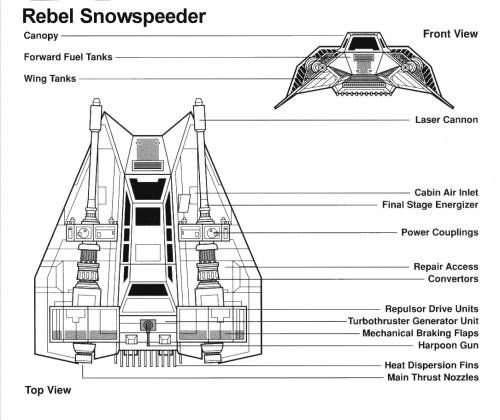 Rebel Snowspeeder
Canopy
Front View
Forward Fuel Tanks
Wing Tanks
Laser Cannon
Cabin Air Inlet
Final Stage Energizer
Power Couplings
Repair Access
Convertors
Repulsor Drive Units
Turbothruster Generator Unit
Mechanical Braking Flaps
Harpoon Gun
Heat Dispersion Fins
Main Thrust Nozzles
Top View